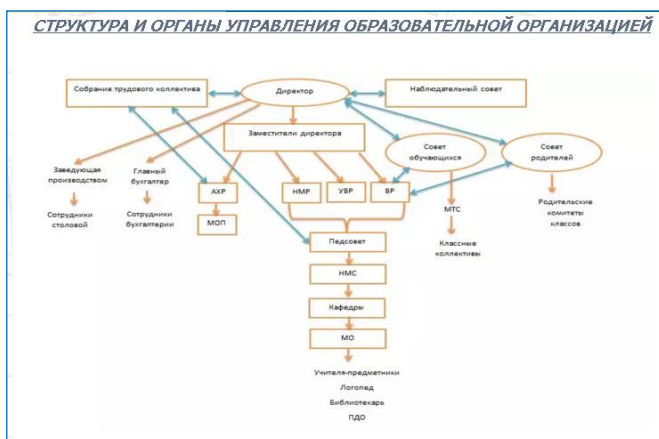 СТРУКТУРА И ОРГАНЫ УПРАВЛЕНИЯ ОБРАЗОВАТЕЛЬНОЙ ОРГАНИЗАЦИЕЙ
Собрание трудового коллектива
Директор
Наблюдательный совет
Заместители директора
Заведующая
производством
Главный
бухгалтер
Совет
обучающихся
Совет
родителей
АХР
НМР
УВР
ВР
Сотрудники
столовой
Сотрудники
бухгалтерии
МОП
МТС
Родительские
комитеты
классов
Педсовет
Классные
коллективы
НМС
Кафедры
МО
Учителя-предметники
Логопед
Библиотекарь
ПДО